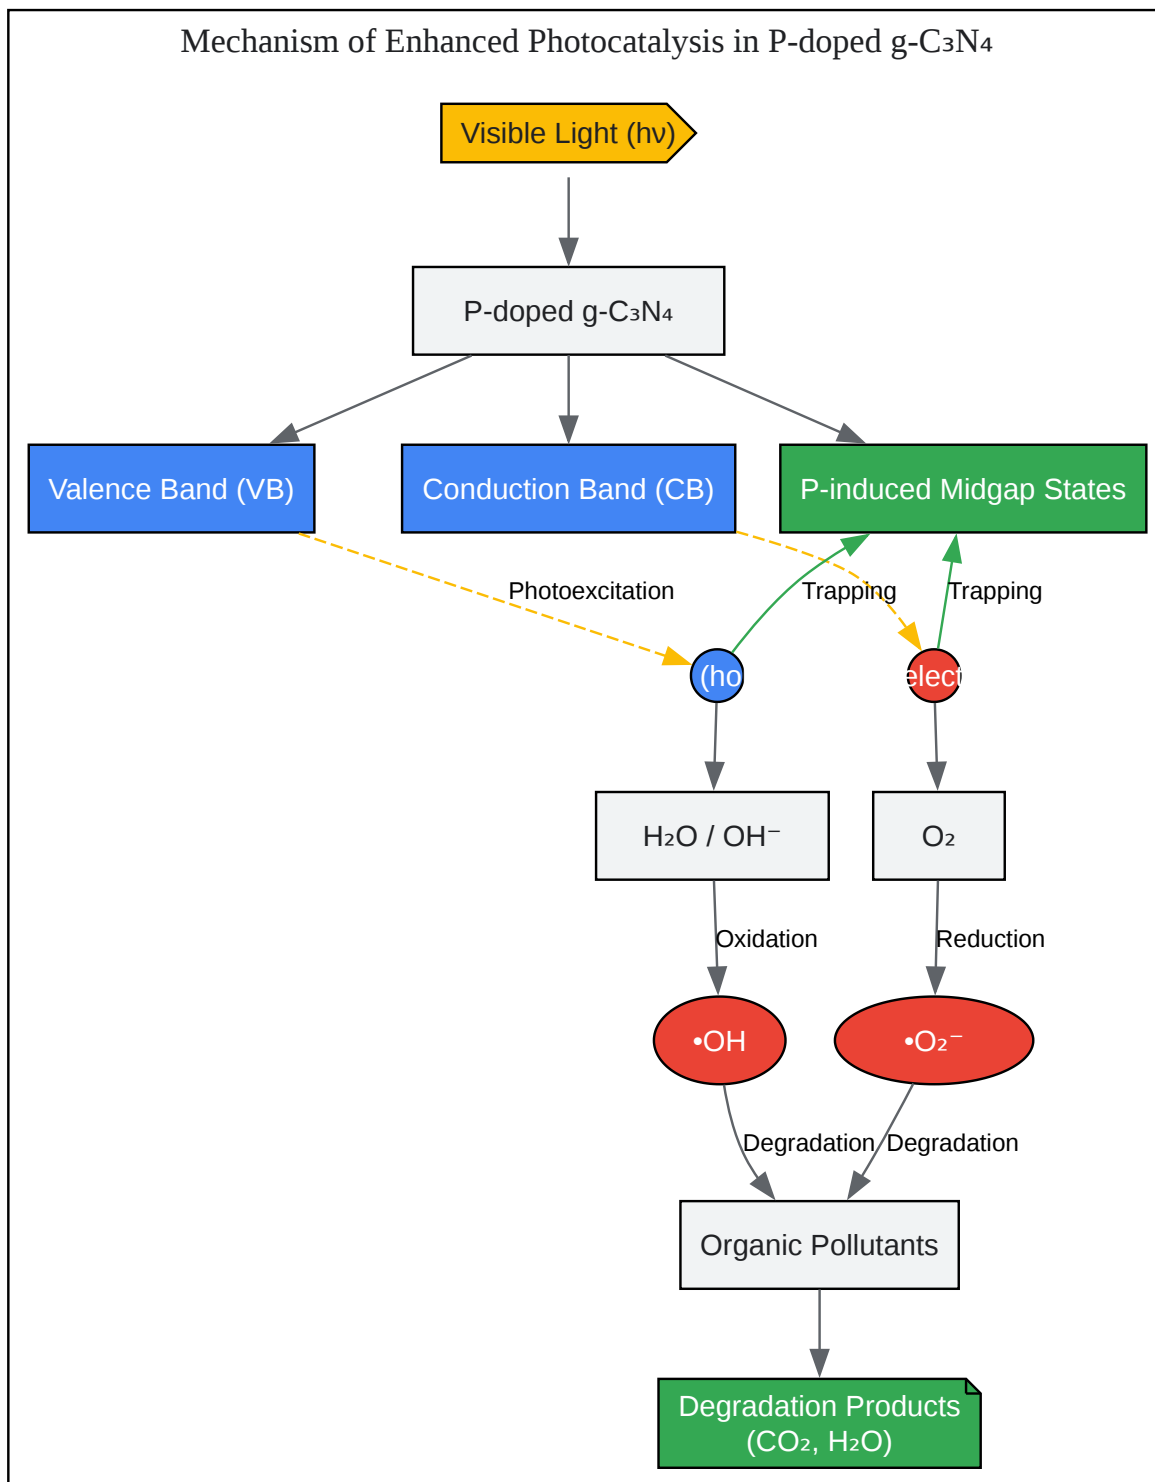 Mechanism of Enhanced Photocatalysis in P-doped g-C₃N₄
Visible Light (hν)
P-doped g-C₃N₄
Valence Band (VB)
Conduction Band (CB)
P-induced Midgap States
Photoexcitation
Trapping
Trapping
(ho
elect
H₂O / OH⁻
O₂
Oxidation
Reduction
•OH
•O₂⁻
Degradation
Degradation
Organic Pollutants
Degradation Products
(CO₂, H₂O)